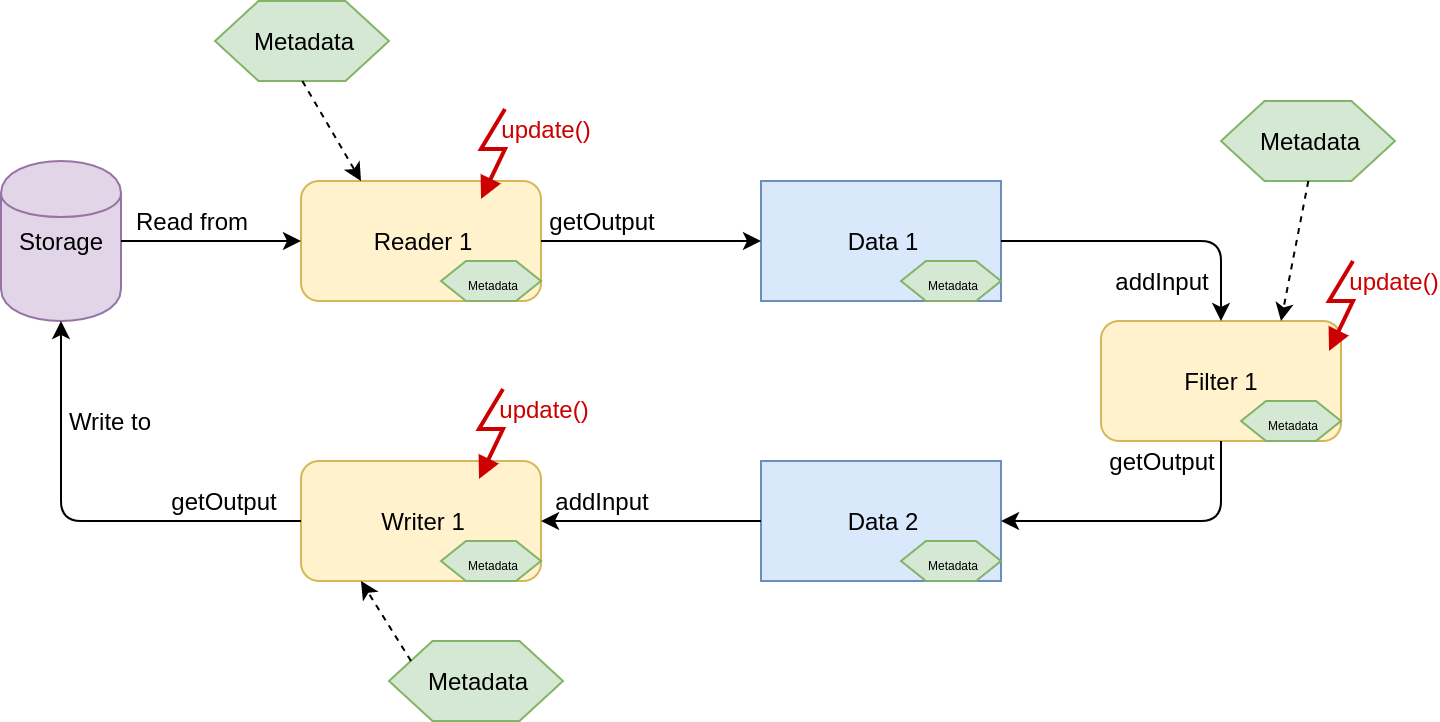 Metadata
update()
Metadata
Storage
Read from
Reader 1
Metadata
getOutput
Data 1
Metadata
addInput
update()
Filter 1
Metadata
getOutput
Write to
getOutput
update()
Writer 1
Metadata
addInput
Data 2
Metadata
Metadata